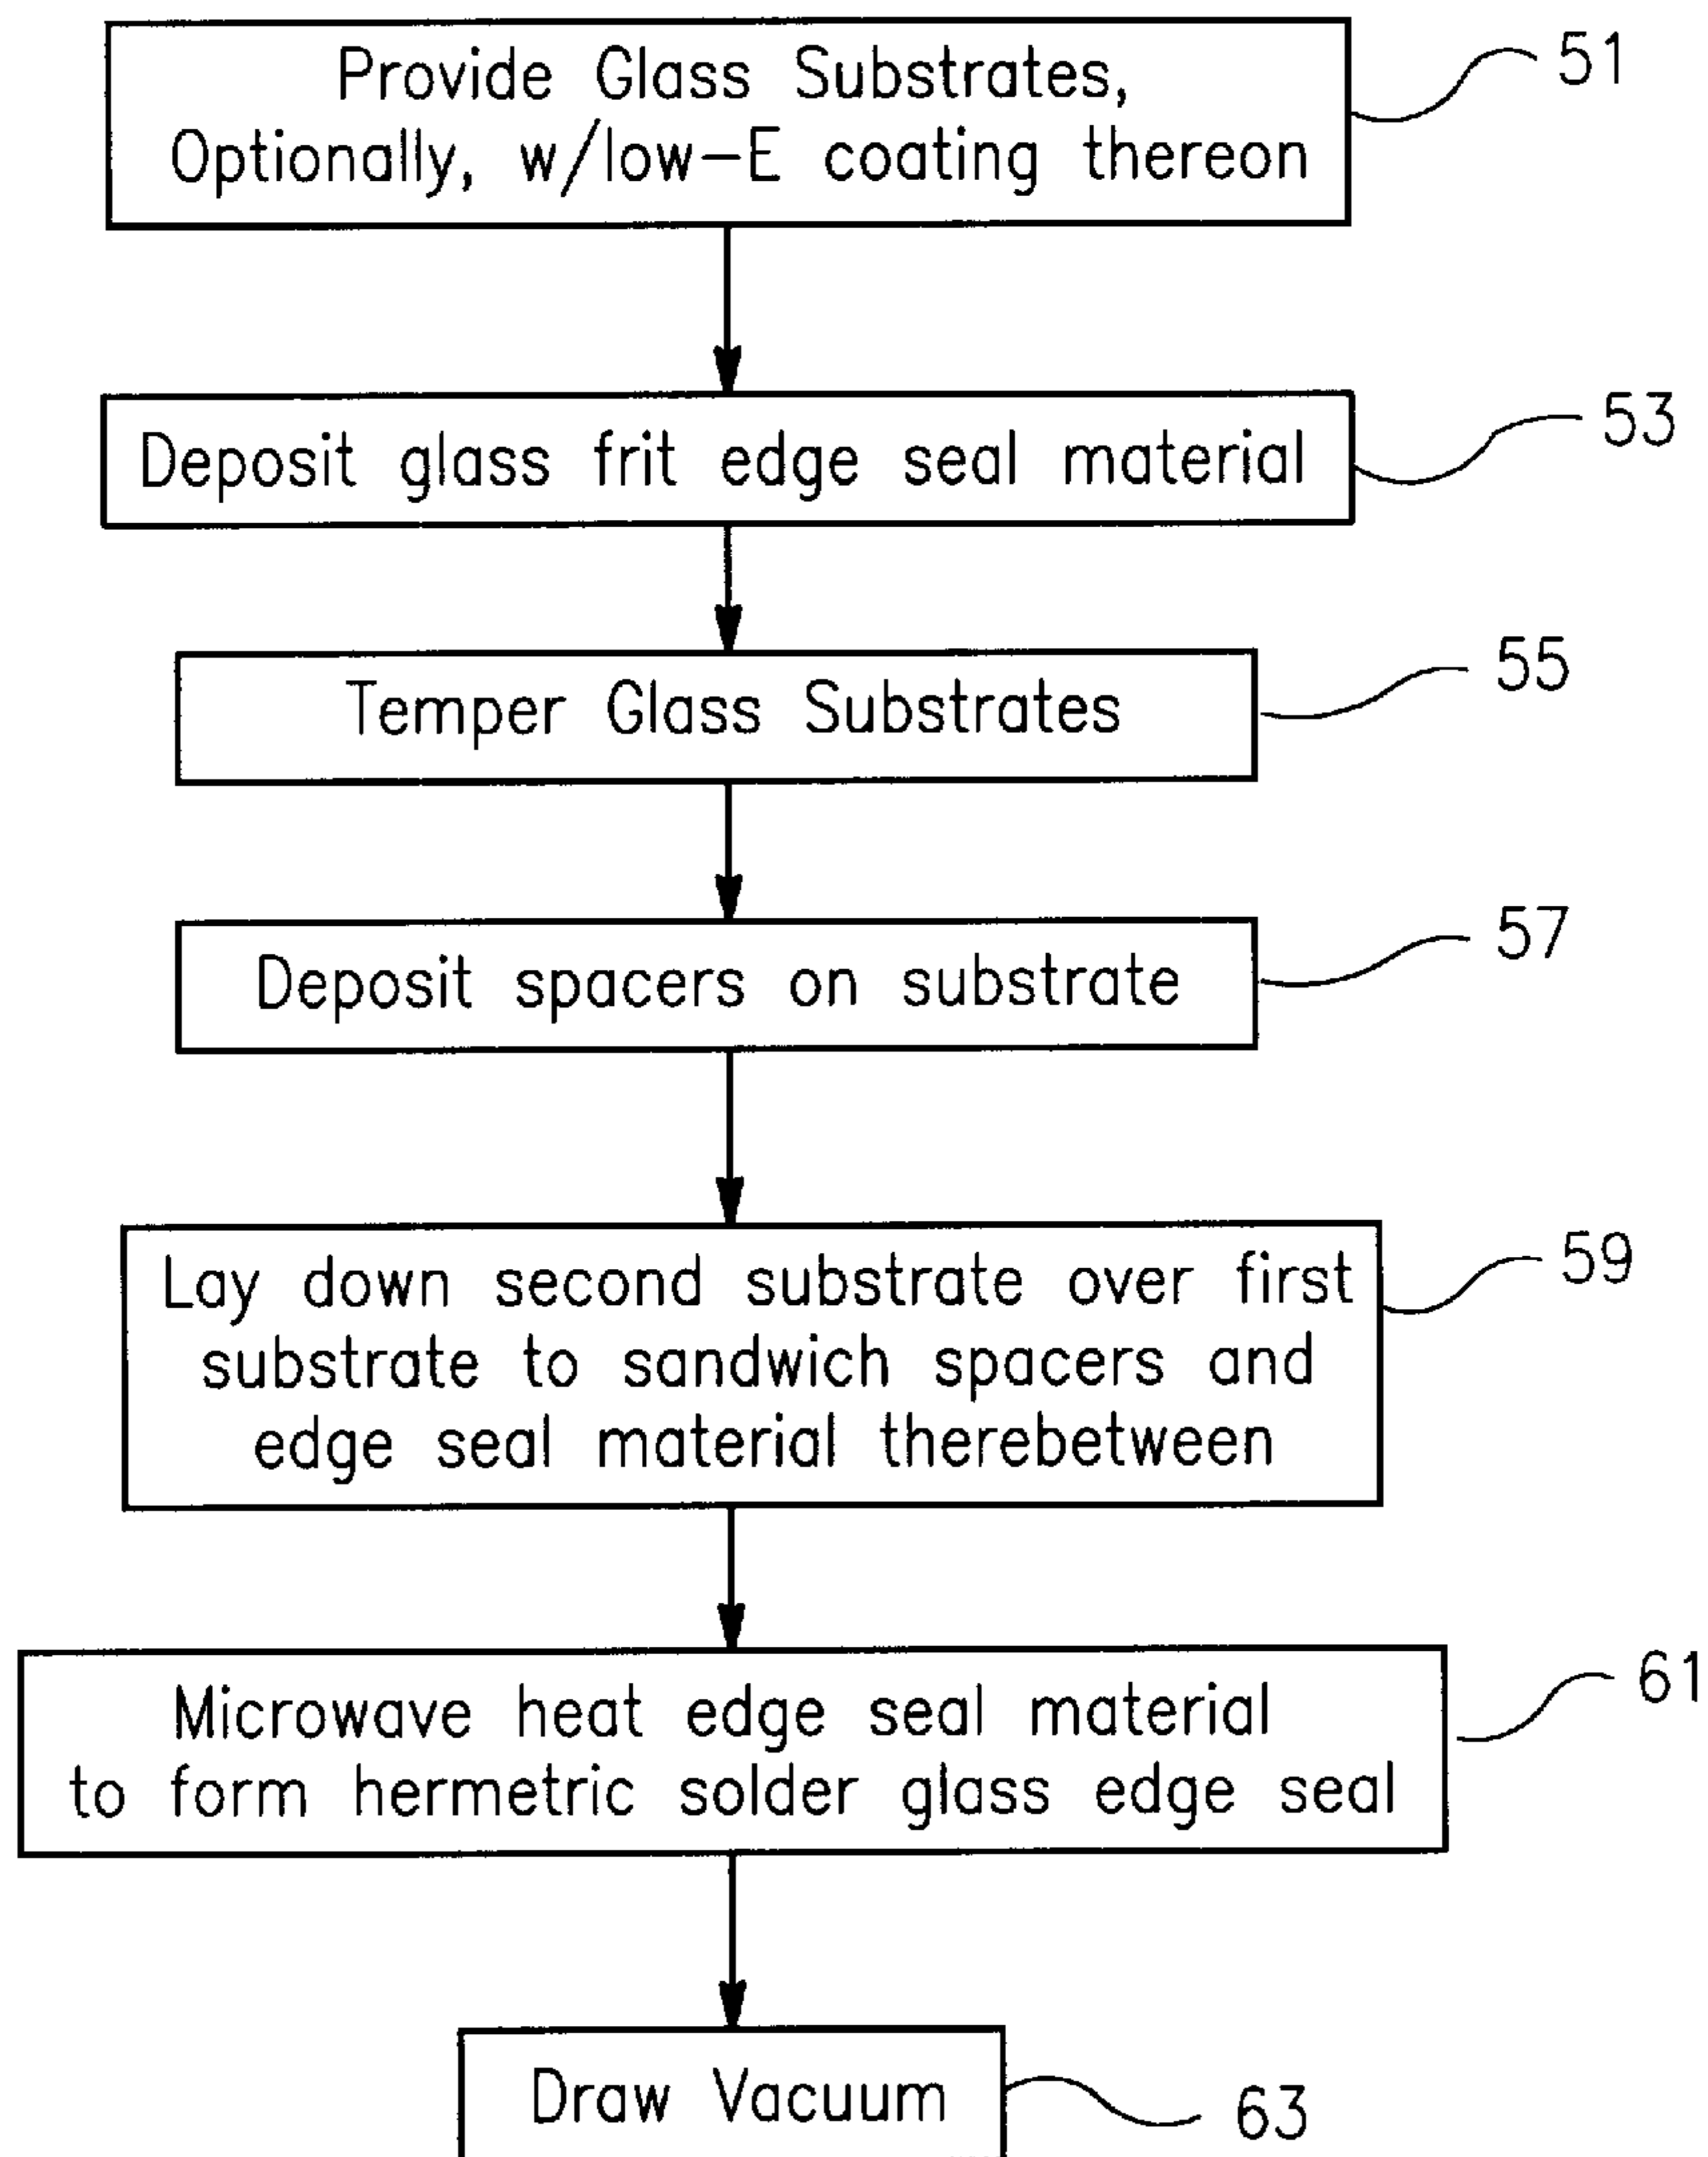 Provide Glass Substrates,
Optionally, w/low-E coating thereon
51
Deposit glass frit edge seal material
53
Temper Glass Substrates
55
Deposit spacers on substrate
57
Lay down second substrate over first
substrate to sandwich spacers and
edge seal material therebetween
59
Microwave heat edge seal material
to form hermetric solder glass edge seal
61
Draw Vacuum
63